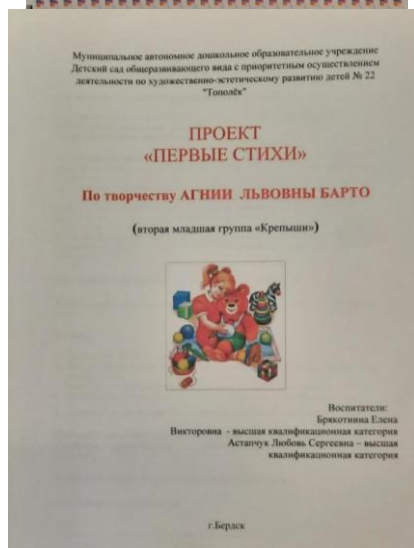 Муниципальное автономное дошкольное образовательное учреждение
Детский сад общеразвивающего вида с приоритетным осуществлением
деятельности по художественно-эстетическому развитию детей № 22
"Тополёк"
ПРОЕКТ
«ПЕРВЫЕ СТИХИ»
По творчеству АГНИИ ЛЬВОВНЫ БАРТО
(вторая младшая группа «Крепыши»)
Воспитатели:
Брякотнина Елена
Викторовна - высшая квалификационная категория
Астапчук Любовь Сергеевна – высшая
квалификационная категория
г.Бердск